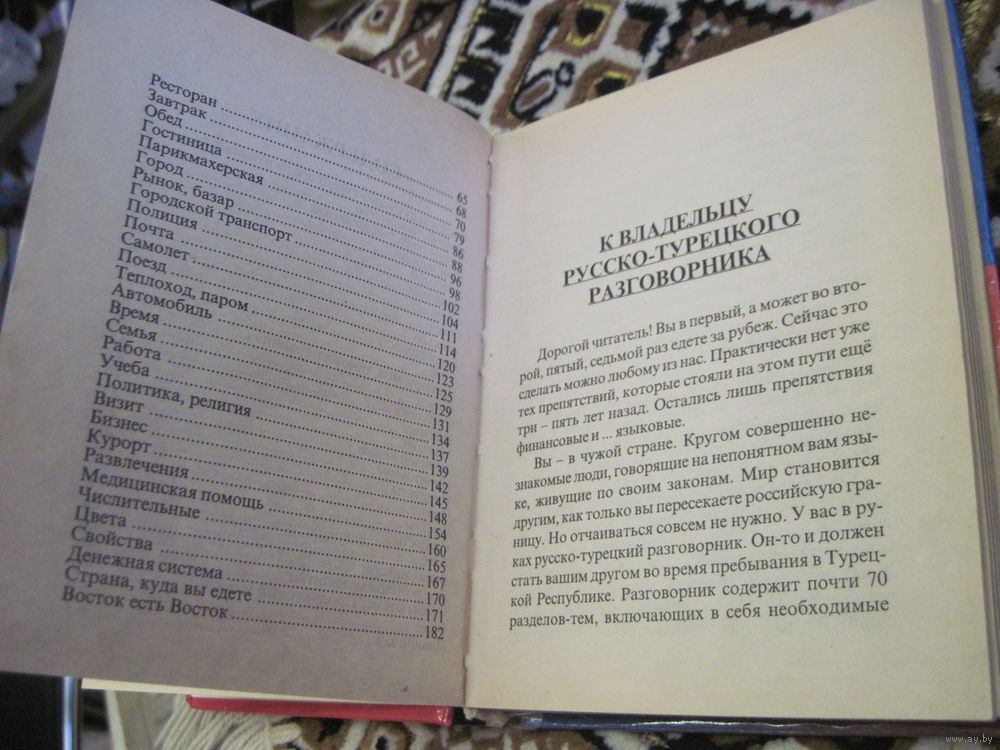 Ресторан ........ 65
Завтрак ........ 68
Обед ........ 70
Гостиница ........ 79
Парикмахерская ........ 86
Город ........ 88
Рынок, базар ........ 96
Городской транспорт ........ 98
Полиция ........ 102
Почта ........ 104
Самолет ........ 111
Поезд ........ 114
Теплоход, паром ........ 120
Автомобиль ........ 123
Время ........ 125
Семья ........ 129
Работа ........ 131
Учеба ........ 134
Политика, религия ........ 137
Визит ........ 139
Бизнес ........ 142
Курорт ........ 145
Развлечения ........ 148
Медицинская помощь ........ 154
Числительные ........ 160
Цвета ........ 165
Свойства ........ 167
Денежная система ........ 170
Страна, куда вы едете ........ 171
Восток есть Восток ........ 182
К ВЛАДЕЛЬЦУ
РУССКО-ТУРЕЦКОГО
РАЗГОВОРНИКА
Дорогой читатель! Вы в первый, а может во вто-
рой, пятый, седьмой раз едете за рубеж. Сейчас это
сделать можно любому из нас. Практически нет уже
тех препятствий, которые стояли на этом пути ещё
три – пять лет назад. Остались лишь препятствия
финансовые и ... языковые.
Вы – в чужой стране. Кругом совершенно не-
знакомые люди, говорящие на непонятном вам язы-
ке, живущие по своим законам. Мир становится
другим, как только вы пересекаете российскую гра-
ницу. Но отчаиваться совсем не нужно. У вас в ру-
ках русско-турецкий разговорник. Он-то и должен
стать вашим другом во время пребывания в Турец-
кой Республике. Разговорник содержит почти 70
разделов-тем, включающих в себя необходимые
www.ay.by